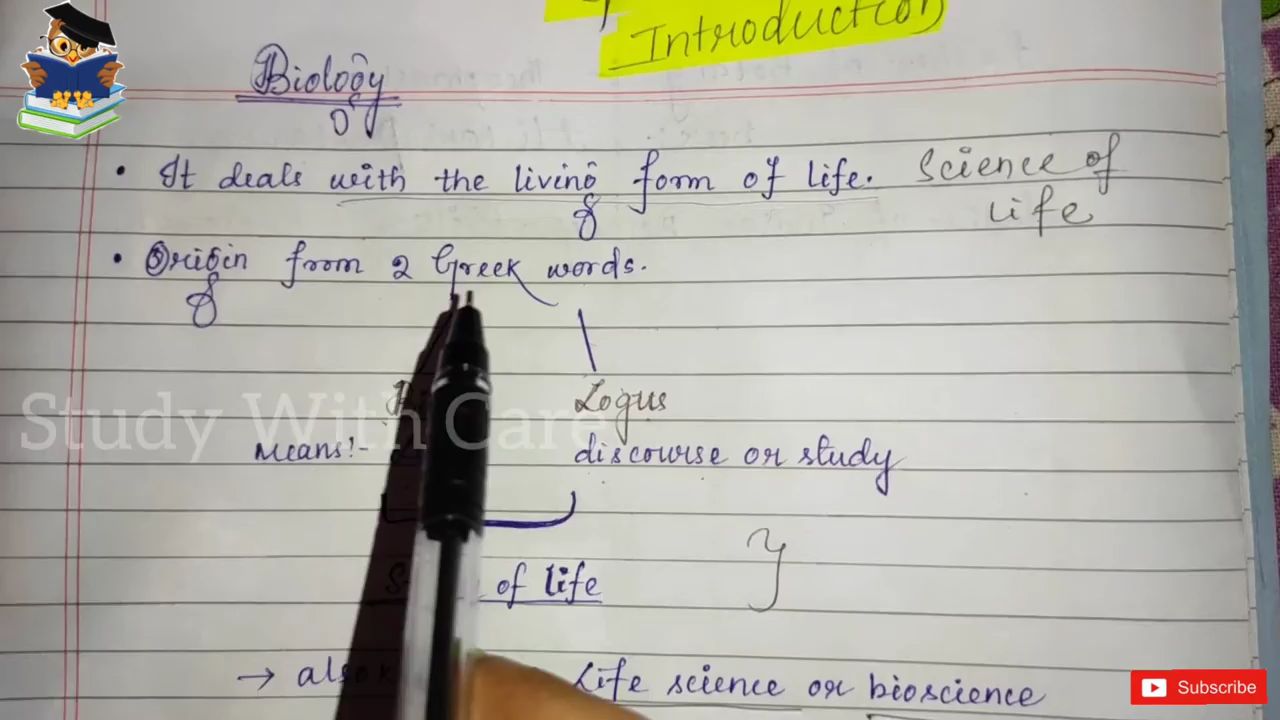 Introduction
Biology
• It deals with the living form of life. Science of life
• Origin from 2 Greek words.
Logus
Means:- discourse or study
of life
→ also Life science or bioscience
Study With Care
Subscribe